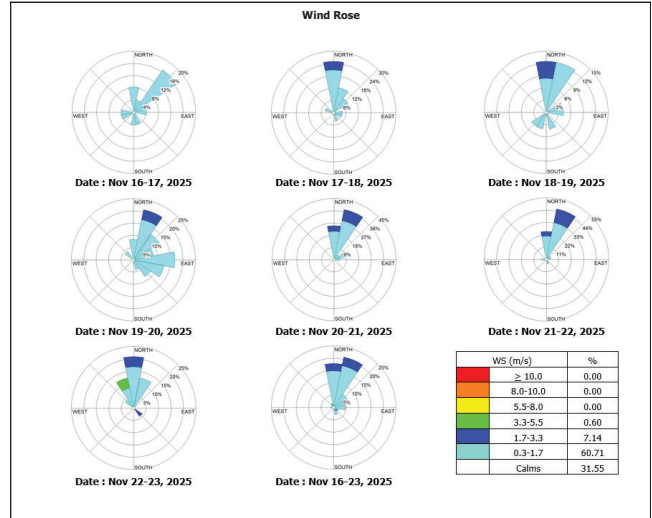 Wind Rose
NORTH
20%
16%
12%
8%
4%
WEST
EAST
SOUTH
Date : Nov 16-17, 2025
NORTH
30%
24%
18%
12%
6%
WEST
EAST
SOUTH
Date : Nov 17-18, 2025
NORTH
15%
12%
9%
6%
3%
WEST
EAST
SOUTH
Date : Nov 18-19, 2025
NORTH
25%
20%
15%
10%
5%
WEST
EAST
SOUTH
Date : Nov 19-20, 2025
NORTH
45%
36%
27%
18%
9%
WEST
EAST
SOUTH
Date : Nov 20-21, 2025
NORTH
55%
44%
33%
22%
11%
WEST
EAST
SOUTH
Date : Nov 21-22, 2025
NORTH
25%
20%
15%
10%
5%
WEST
EAST
SOUTH
Date : Nov 22-23, 2025
NORTH
25%
20%
15%
10%
5%
WEST
EAST
SOUTH
Date : Nov 16-23, 2025
WS (m/s) %
≥ 10.0 0.00
8.0-10.0 0.00
5.5-8.0 0.00
3.3-5.5 0.60
1.7-3.3 7.14
0.3-1.7 60.71
Calms 31.55